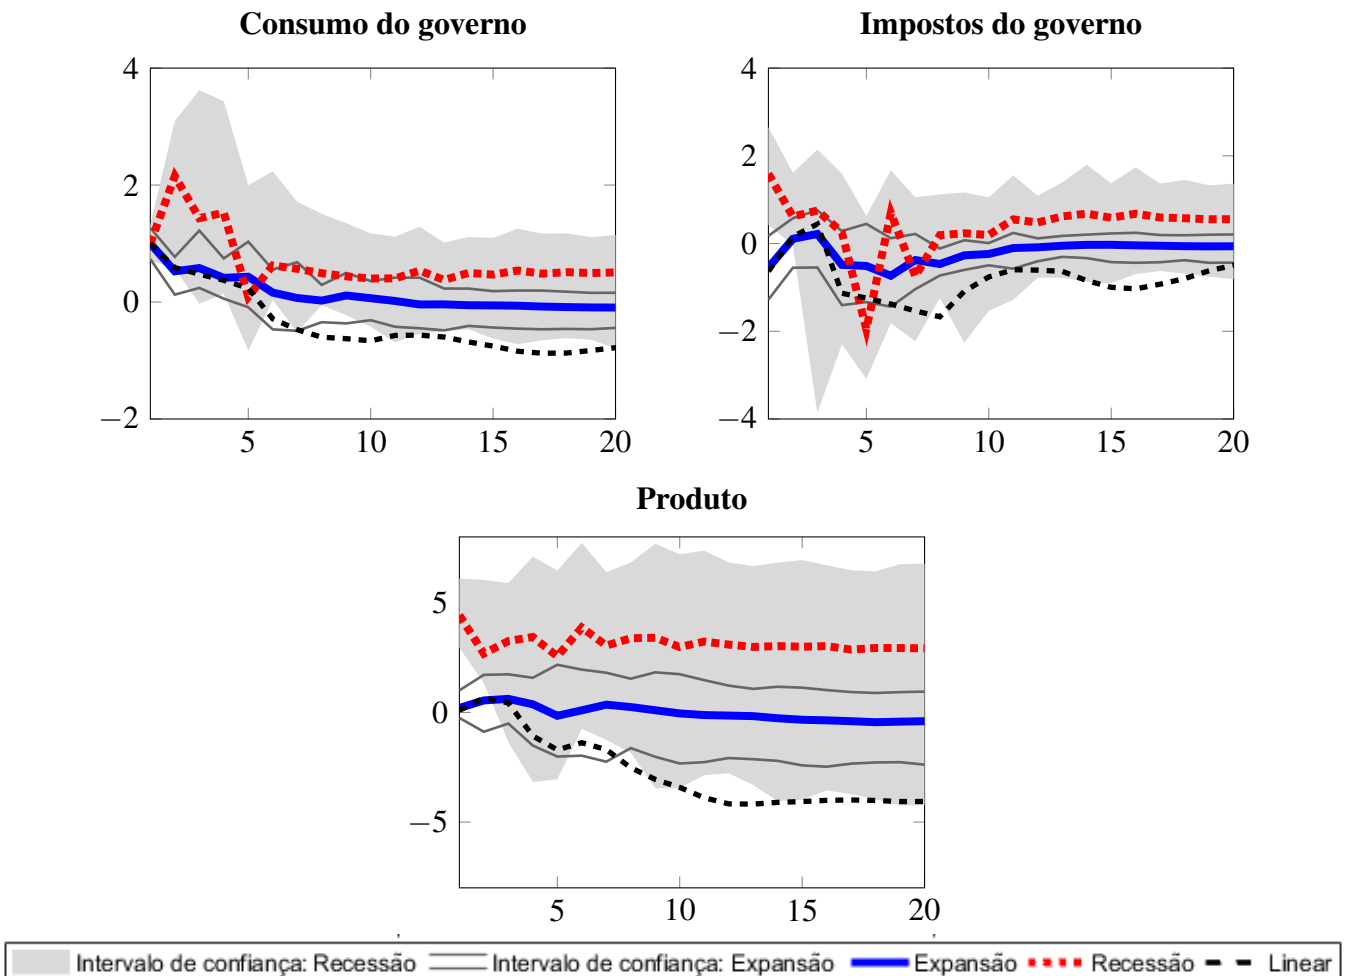 Consumo do governo Impostos do governo
4 4
2 2
0 0
−2
−2 −4
5 10 15 20 5 10 15 20
Produto
5
0
−5
5 10 15 20
Intervalo de confiança: Recessão Intervalo de confiança: Expansão Expansão Recessão Linear